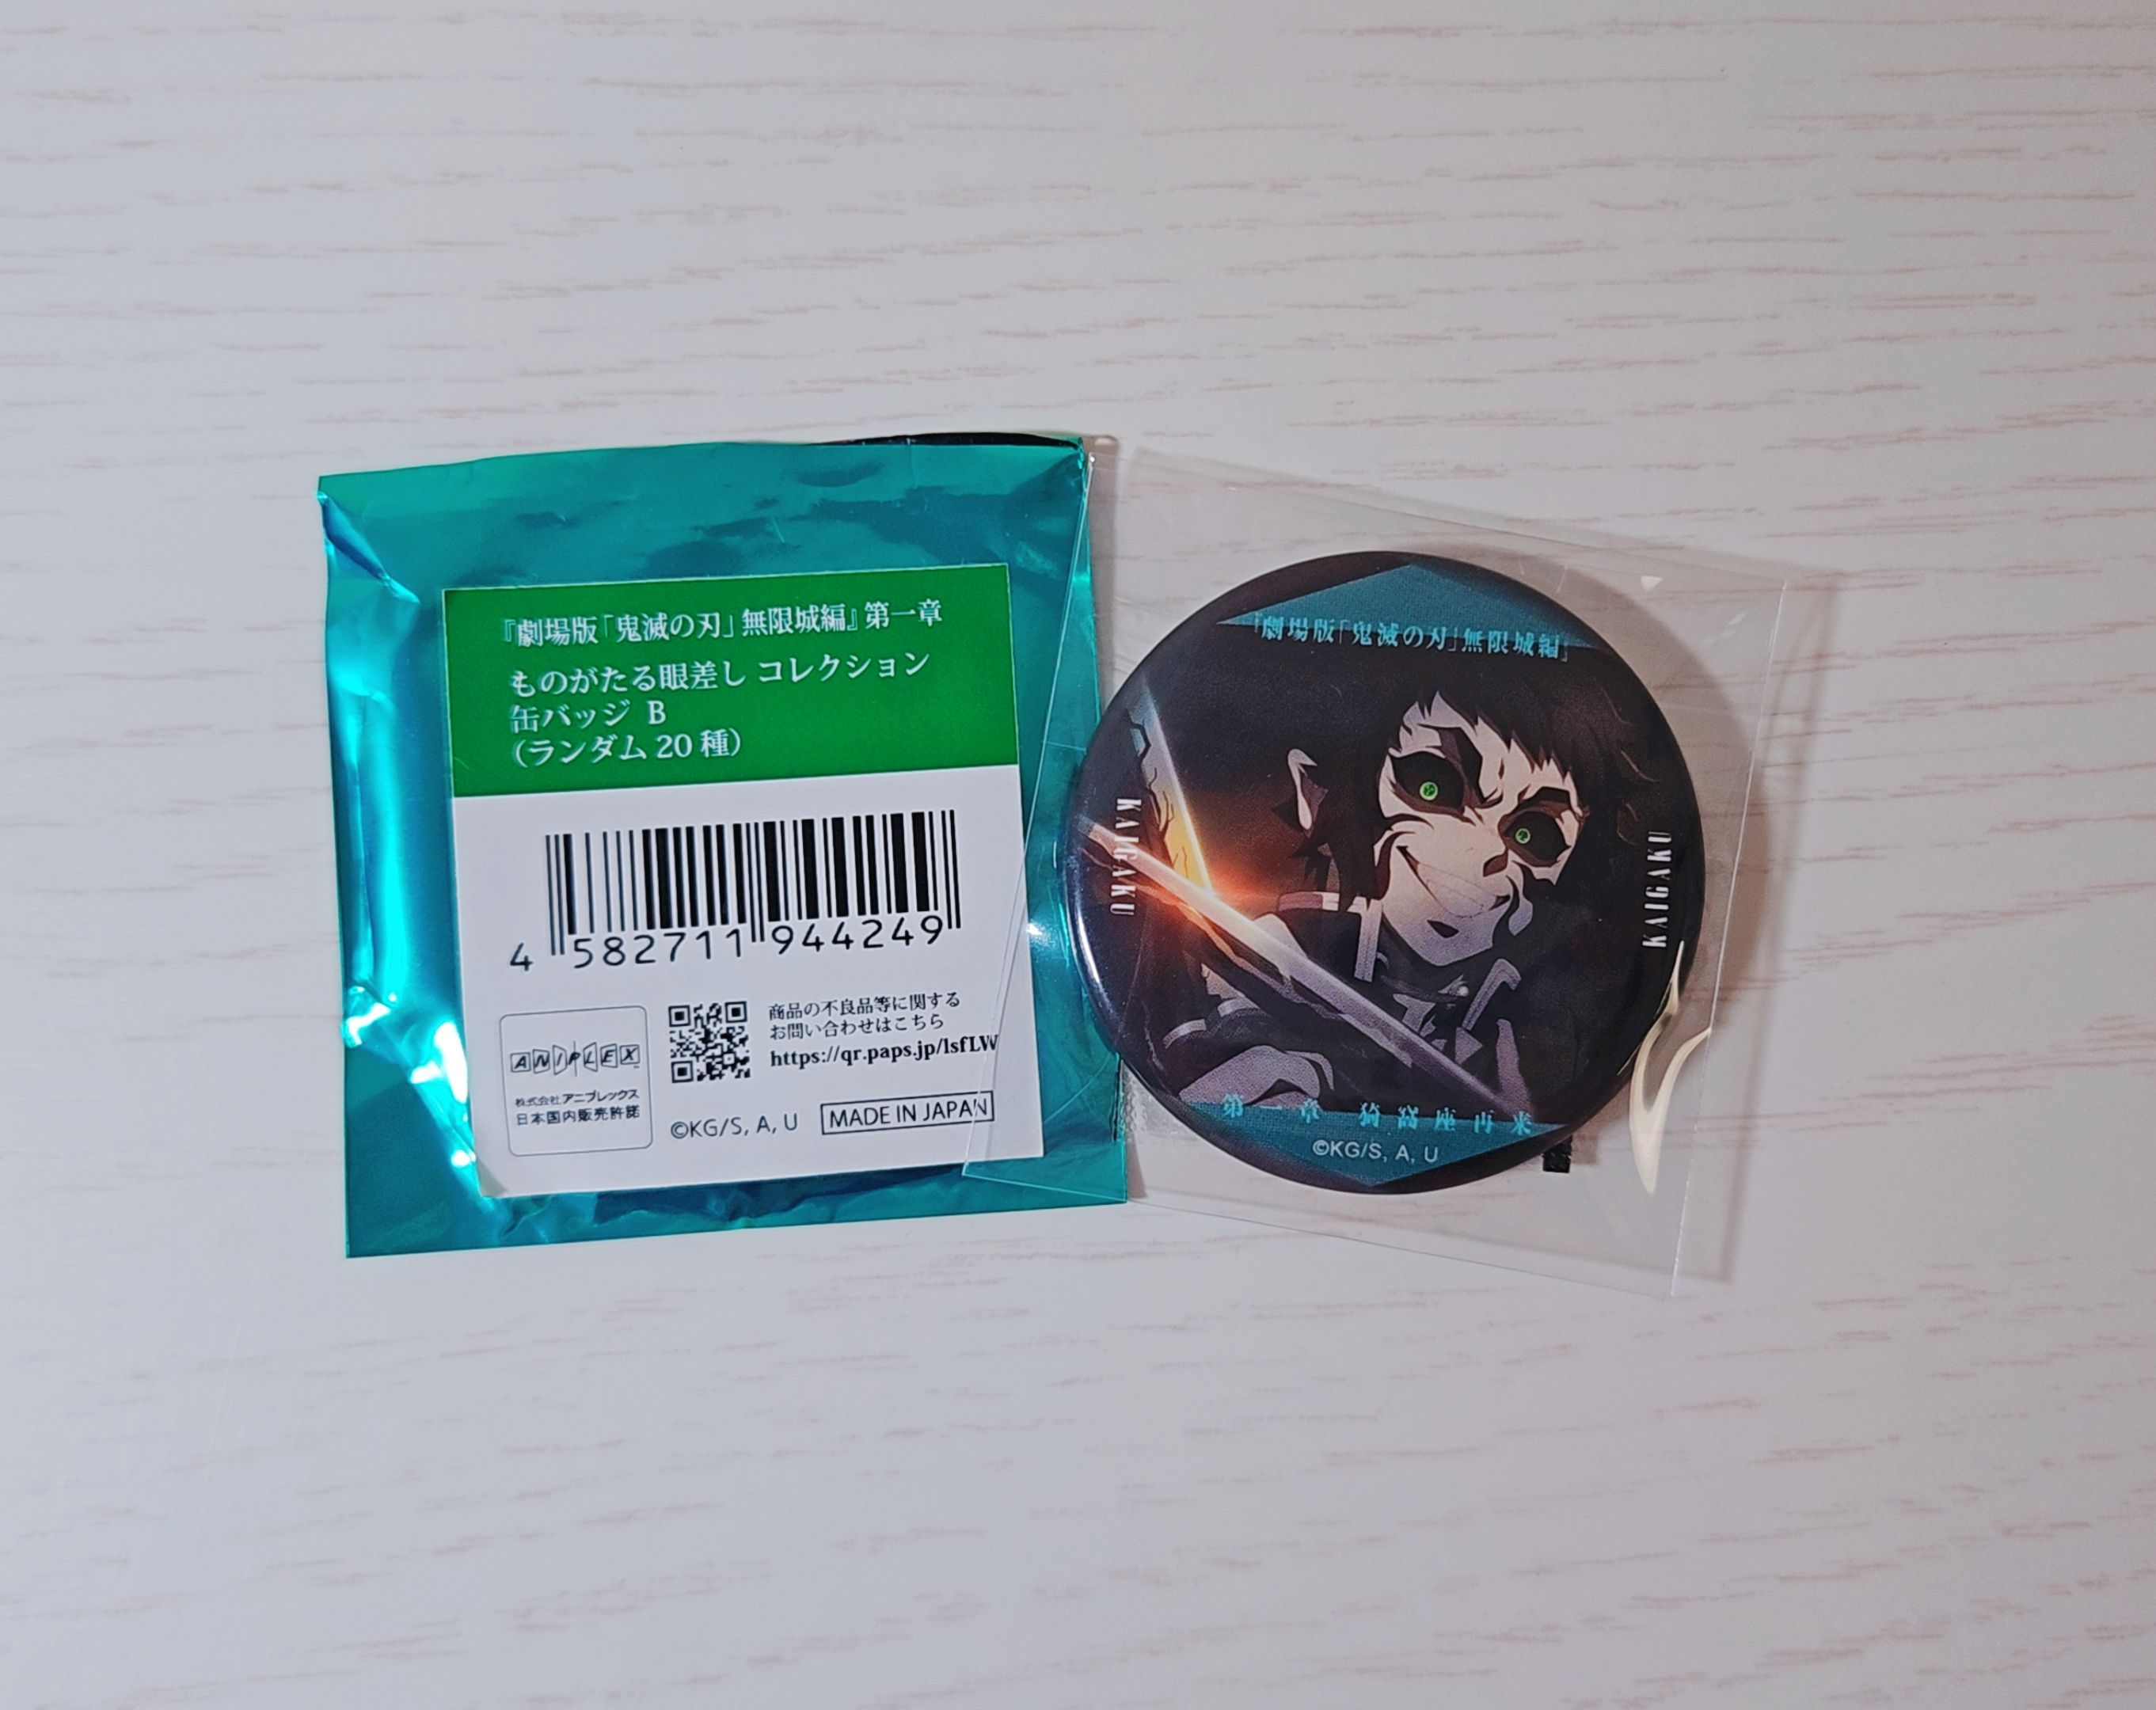 『劇場版「鬼滅の刃」無限城編』第一章
ものがたる眼差し コレクション
缶バッジ B
（ランダム 20 種）
4 582711 944249
ANIPLEX
株式会社アニプレックス
日本国内販売許諾
商品の不良品等に関する
お問い合わせはこちら
https://qr.paps.jp/lsfLW
©KG/S, A, U
MADE IN JAPAN
『劇場版「鬼滅の刃」無限城編』
KAIGAKU
KAIGAKU
第一章 猗窩座再来
©KG/S, A, U